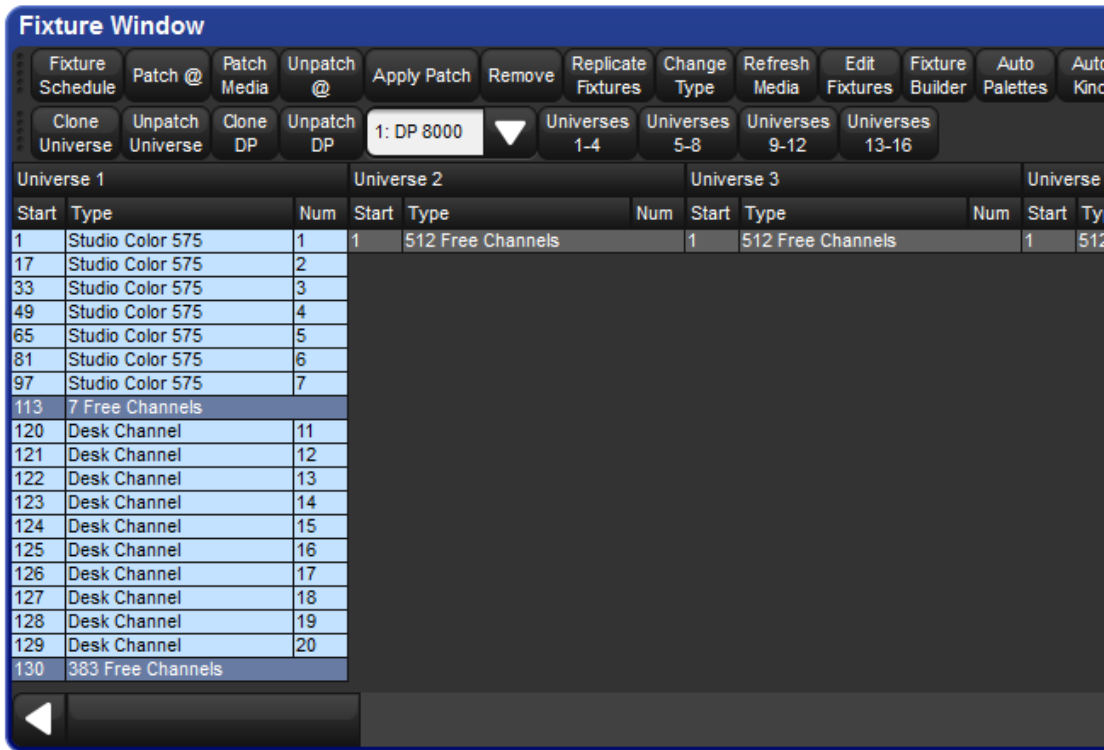 Fixture Window
Fixture Schedule Patch @ Patch Media Unpatch @ Apply Patch Remove Replicate Fixtures Change Type Refresh Media Edit Fixtures Fixture Builder Auto Palettes
Clone Universe Unpatch Universe Clone DP Unpatch DP 1: DP 8000 Universes 1-4 Universes 5-8 Universes 9-12 Universes 13-16
Universe 1 Universe 2 Universe 3 Universe
Start Type Num Start Type Num Start Type Num Start
1 Studio Color 575 1 1 512 Free Channels 1 512 Free Channels 1 512
17 Studio Color 575 2
33 Studio Color 575 3
49 Studio Color 575 4
65 Studio Color 575 5
81 Studio Color 575 6
97 Studio Color 575 7
113 7 Free Channels
120 Desk Channel 11
121 Desk Channel 12
122 Desk Channel 13
123 Desk Channel 14
124 Desk Channel 15
125 Desk Channel 16
126 Desk Channel 17
127 Desk Channel 18
128 Desk Channel 19
129 Desk Channel 20
130 383 Free Channels